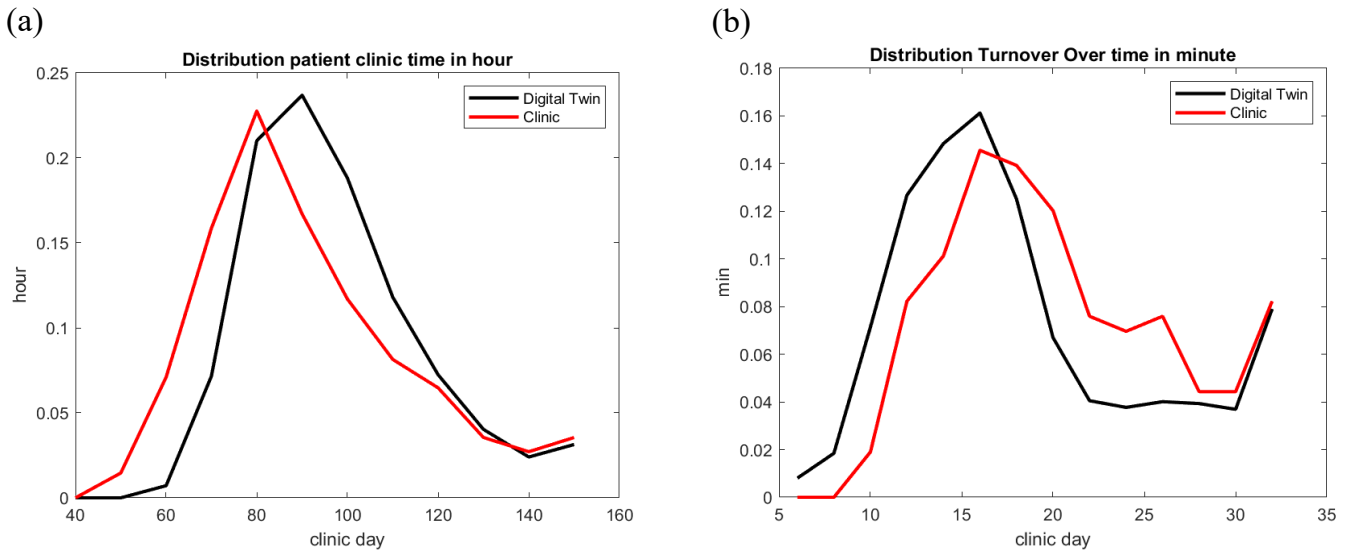 (a)
Distribution patient clinic time in hour
0.25
0.2
0.15
0.1
0.05
0
hour
40 60 80 100 120 140 160
clinic day
Digital Twin
Clinic
(b)
Distribution Turnover Over time in minute
0.18
0.16
0.14
0.12
0.1
0.08
0.06
0.04
0.02
0
min
5 10 15 20 25 30 35
clinic day
Digital Twin
Clinic